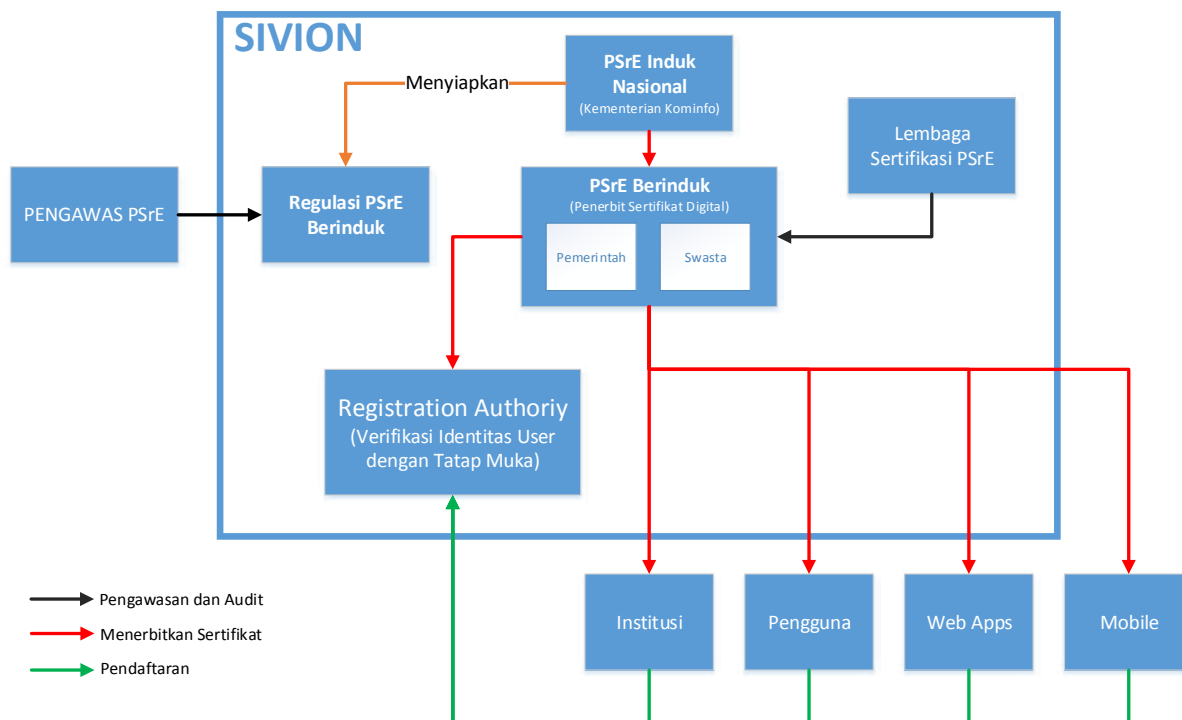 SIVION
PSrE Induk
Nasional
(Kementerian Kominfo)
Menyiapkan
Lembaga
Sertifikasi PSrE
PENGAWAS PSrE
Regulasi PSrE
Berinduk
PSrE Berinduk
(Penerbit Sertifikat Digital)
Pemerintah
Swasta
Registration Authoriy
(Verifikasi Identitas User
dengan Tatap Muka)
Pengawasan dan Audit
Menerbitkan Sertifikat
Pendaftaran
Institusi
Pengguna
Web Apps
Mobile